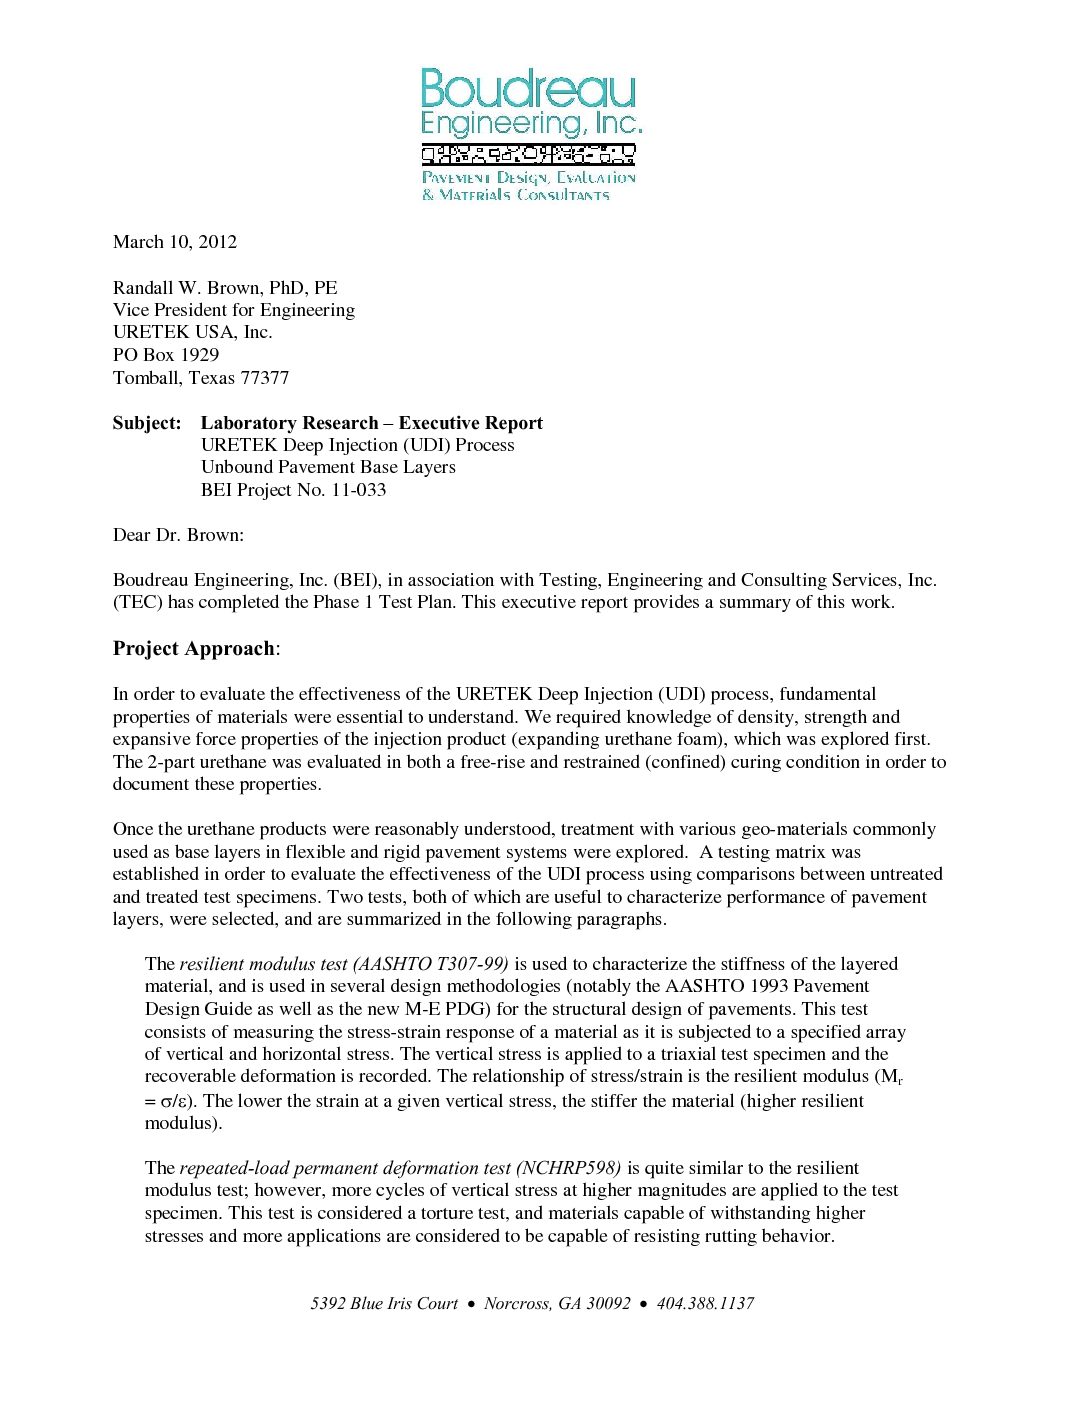 Boudreau
Engineering, Inc.
Pavement Design, Evaluation
& Materials Consultants
March 10, 2012
Randall W. Brown, PhD, PE
Vice President for Engineering
URETEK USA, Inc.
PO Box 1929
Tomball, Texas 77377
Subject: Laboratory Research – Executive Report
URETEK Deep Injection (UDI) Process
Unbound Pavement Base Layers
BEI Project No. 11-033
Dear Dr. Brown:
Boudreau Engineering, Inc. (BEI), in association with Testing, Engineering and Consulting Services, Inc.
(TEC) has completed the Phase 1 Test Plan. This executive report provides a summary of this work.
Project Approach:
In order to evaluate the effectiveness of the URETEK Deep Injection (UDI) process, fundamental
properties of materials were essential to understand. We required knowledge of density, strength and
expansive force properties of the injection product (expanding urethane foam), which was explored first.
The 2-part urethane was evaluated in both a free-rise and restrained (confined) curing condition in order to
document these properties.
Once the urethane products were reasonably understood, treatment with various geo-materials commonly
used as base layers in flexible and rigid pavement systems were explored.  A testing matrix was
established in order to evaluate the effectiveness of the UDI process using comparisons between untreated
and treated test specimens. Two tests, both of which are useful to characterize performance of pavement
layers, were selected, and are summarized in the following paragraphs.
The resilient modulus test (AASHTO T307-99) is used to characterize the stiffness of the layered
material, and is used in several design methodologies (notably the AASHTO 1993 Pavement
Design Guide as well as the new M-E PDG) for the structural design of pavements. This test
consists of measuring the stress-strain response of a material as it is subjected to a specified array
of vertical and horizontal stress. The vertical stress is applied to a triaxial test specimen and the
recoverable deformation is recorded. The relationship of stress/strain is the resilient modulus (Mr
= σ/ε). The lower the strain at a given vertical stress, the stiffer the material (higher resilient
modulus).
The repeated-load permanent deformation test (NCHRP598) is quite similar to the resilient
modulus test; however, more cycles of vertical stress at higher magnitudes are applied to the test
specimen. This test is considered a torture test, and materials capable of withstanding higher
stresses and more applications are considered to be capable of resisting rutting behavior.
5392 Blue Iris Court • Norcross, GA 30092 • 404.388.1137